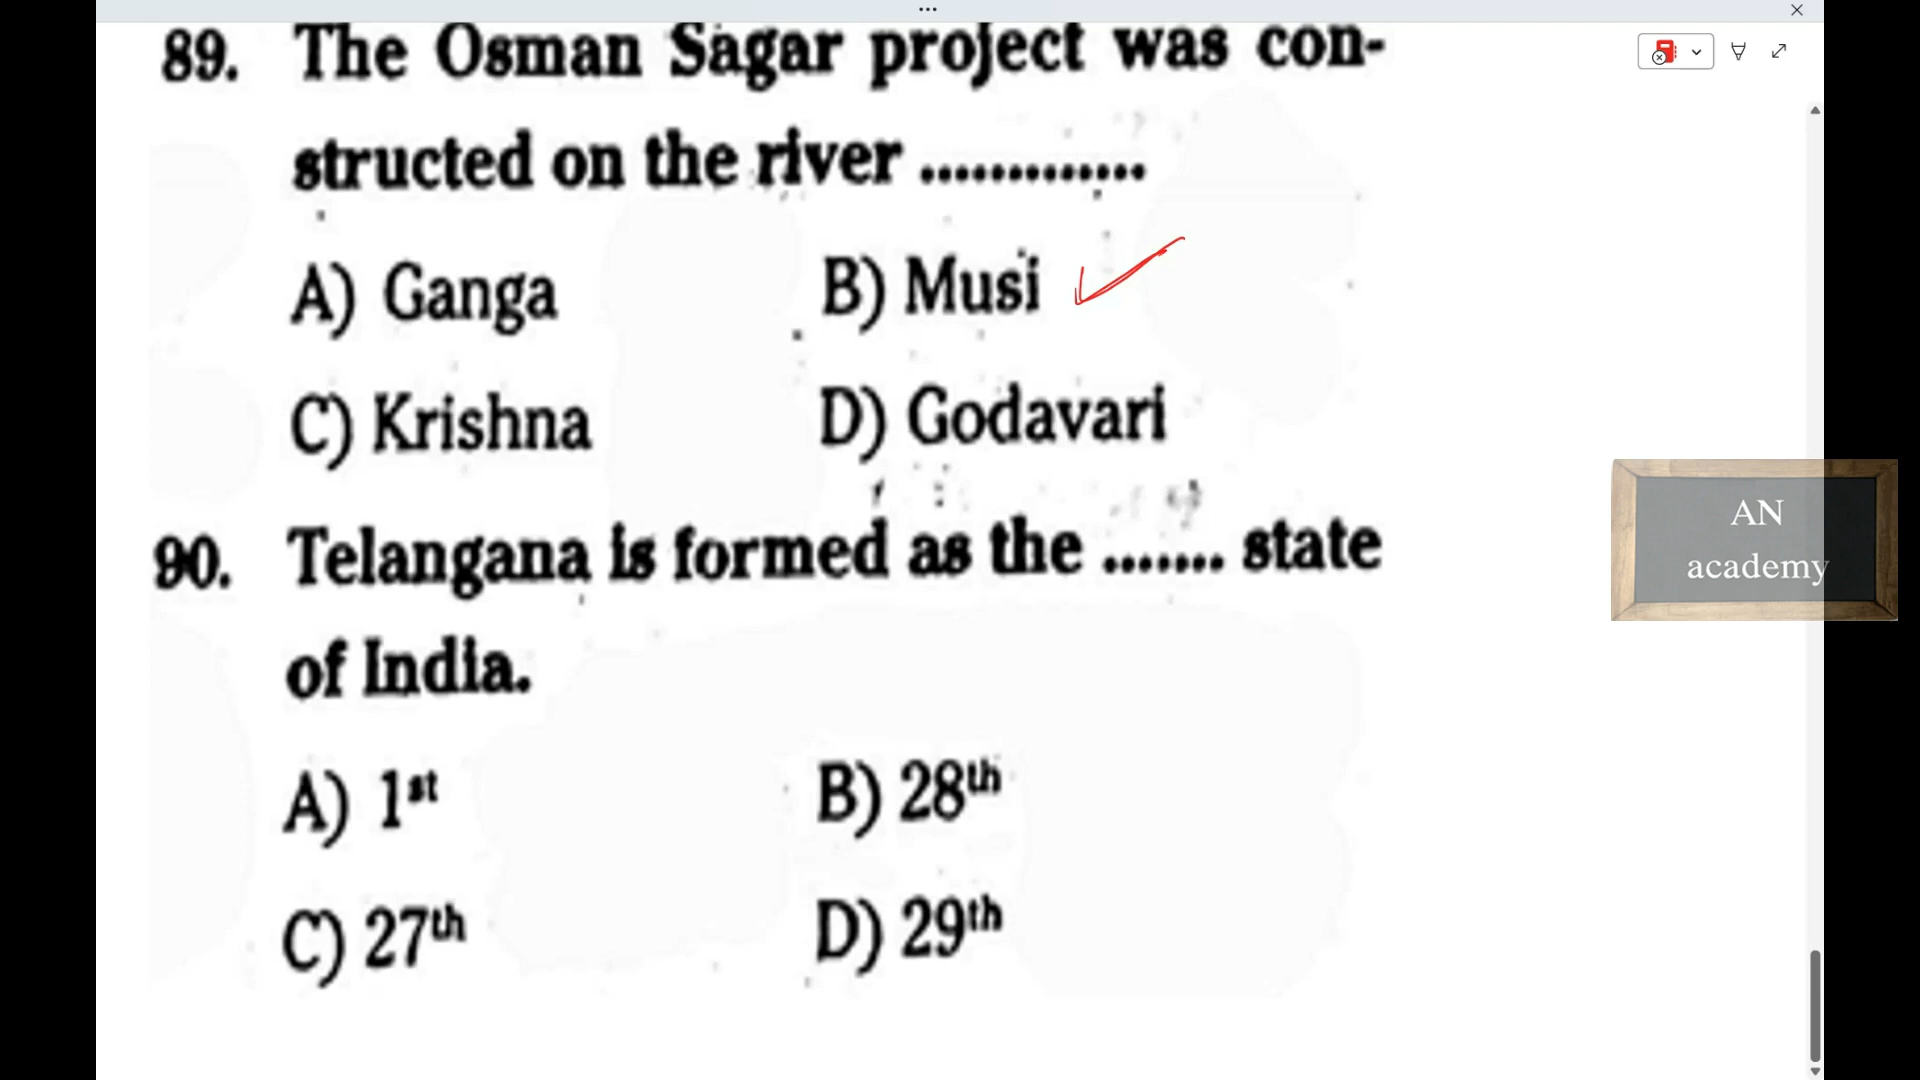 89. The Osman Sagar project was con-
structed on the river .............
A) Ganga B) Musi
C) Krishna D) Godavari
90. Telangana is formed as the ....... state
of India.
A) 1st B) 28th
C) 27th D) 29th
AN
academy